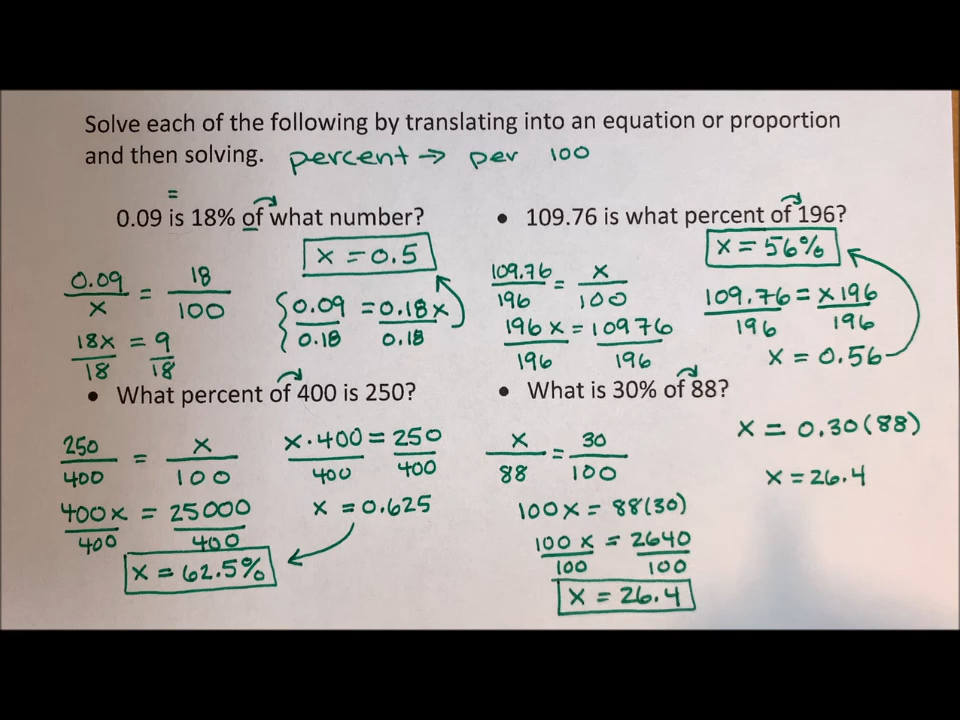 Solve each of the following by translating into an equation or proportion
and then solving. percent → per 100
=
0.09 is 18% of what number?
x = 0.5
0.09/x = 18/100
0.09/0.18 = 0.18x/0.18
18x/18 = 9/18
• 109.76 is what percent of 196?
x = 56%
109.76/196 = x/100
109.76/196 = x196/196
196x/196 = 10976/196
x = 0.56
• What percent of 400 is 250?
250/400 = x/100
x·400/400 = 250/400
400x/400 = 25000/400
x = 0.625
x = 62.5%
• What is 30% of 88?
x/88 = 30/100
x = 0.30(88)
100x = 88(30)
x = 26.4
100x/100 = 2640/100
x = 26.4